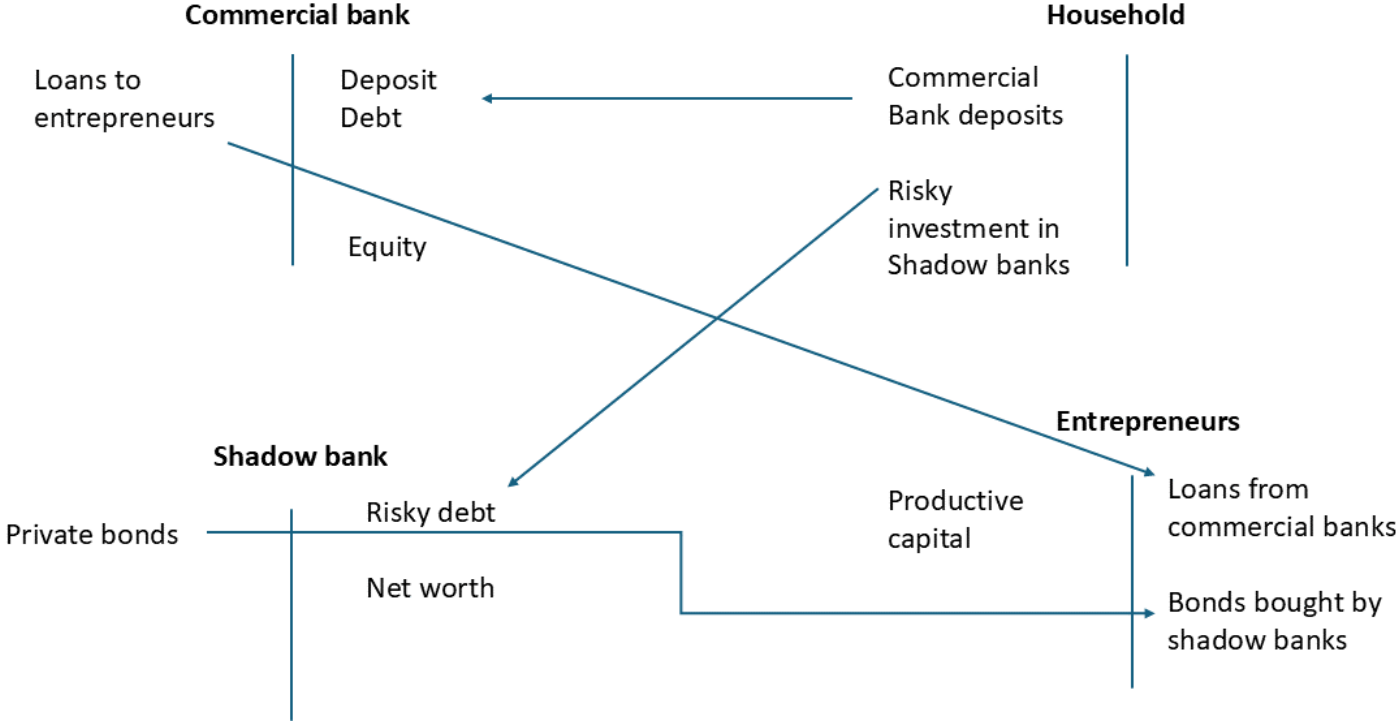 Commercial bank
Household
Loans to
entrepreneurs
Deposit
Debt
Equity
Commercial
Bank deposits
Risky
investment in
Shadow banks
Shadow bank
Entrepreneurs
Private bonds
Risky debt
Net worth
Productive
capital
Loans from
commercial banks
Bonds bought by
shadow banks